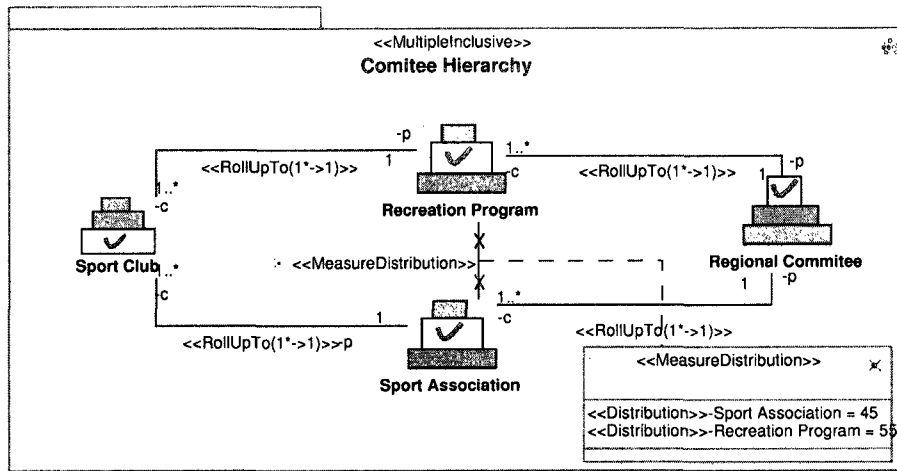 <<MultipleInclusive>>
Comitee Hierarchy
-p
1
<<RollUpTo(1*->1)>>
1..*
-c
1..*
-c
<<RollUpTo(1*->1)>>
-p
1
Recreation Program
Sport Club
<<MeasureDistribution>>
Regional Commitee
1..*
-c
1
<<RollUpTo(1*->1)>>-p
1..*
-c
1
-p
<<RollUpTo(1*->1)>>
Sport Association
<<MeasureDistribution>>
<<Distribution>>-Sport Association = 45
<<Distribution>>-Recreation Program = 55